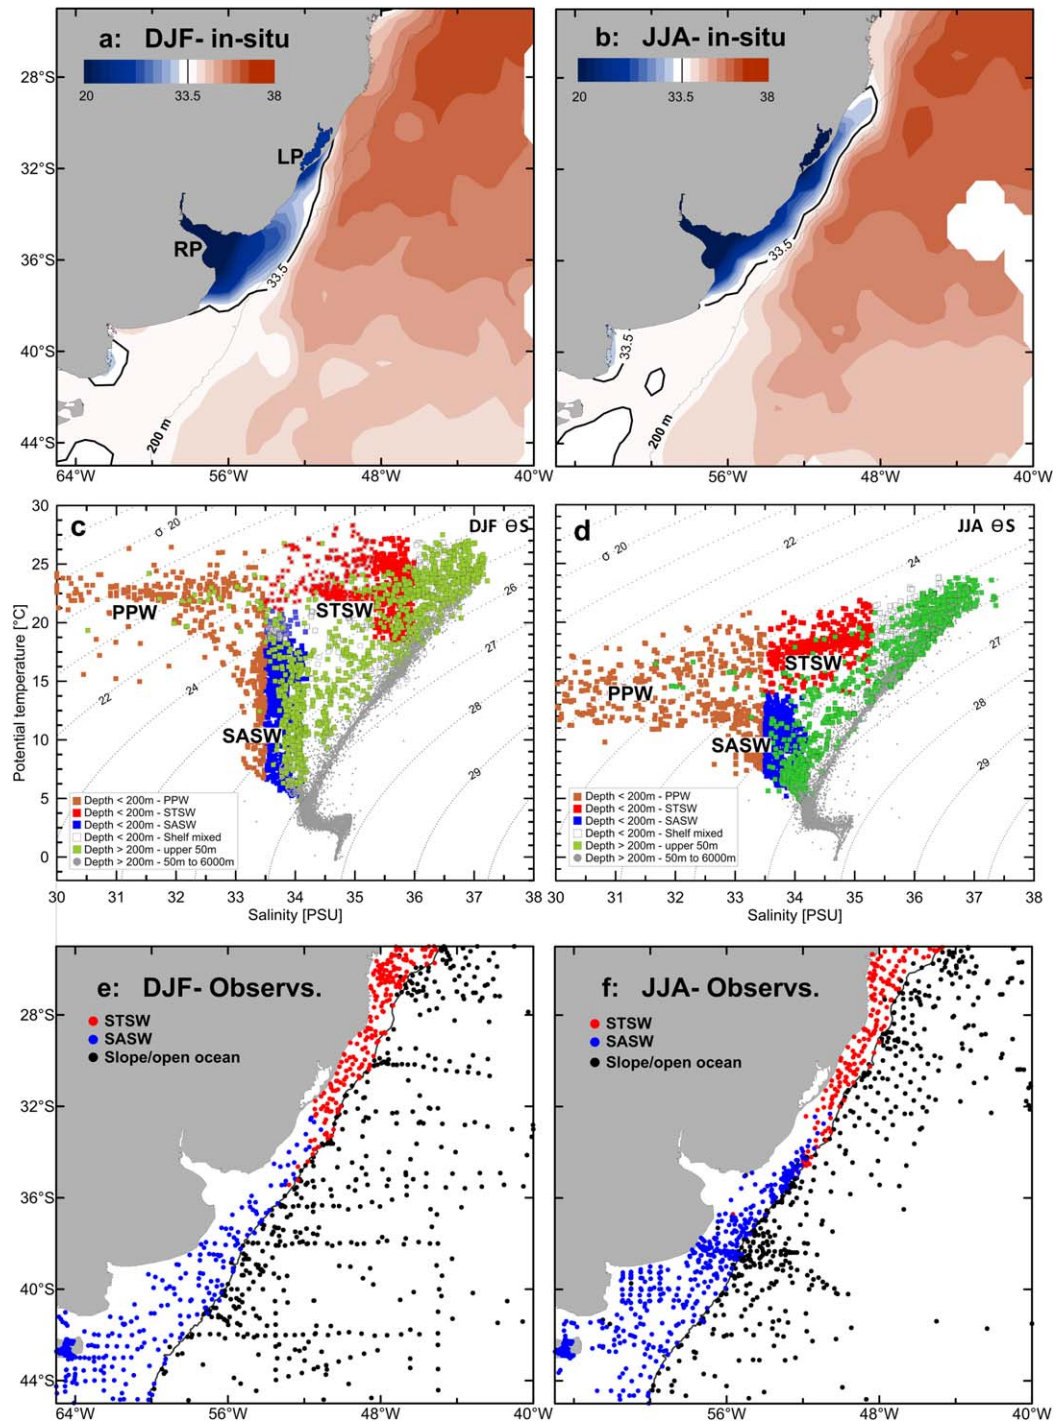 a: DJF- in-situ
20 33.5 38
LP
RP
33.5
200 m
28°S
32°S
36°S
40°S
44°S
64°W 56°W 48°W 40°W
b: JJA- in-situ
20 33.5 38
33.5
33.5
200 m
56°W 48°W 40°W
c
DJF ΘS
σ 20
22
24
26
27
28
29
PPW
STSW
SASW
Potential temperature [°C]
30
25
20
15
10
5
0
Depth < 200m - PPW
Depth < 200m - STSW
Depth < 200m - SASW
Depth < 200m - Shelf mixed
Depth > 200m - upper 50m
Depth > 200m - 50m to 6000m
30 31 32 33 34 35 36 37 38
Salinity [PSU]
d
JJA ΘS
σ 20
22
24
26
27
28
29
PPW
STSW
SASW
Depth < 200m - PPW
Depth < 200m - STSW
Depth < 200m - SASW
Depth < 200m - Shelf mixed
Depth > 200m - upper 50m
Depth > 200m - 50m to 6000m
30 31 32 33 34 35 36 37 38
Salinity [PSU]
e: DJF- Observs.
STSW
SASW
Slope/open ocean
28°S
32°S
36°S
40°S
44°S
64°W 56°W 48°W 40°W
f: JJA- Observs.
STSW
SASW
Slope/open ocean
56°W 48°W 40°W